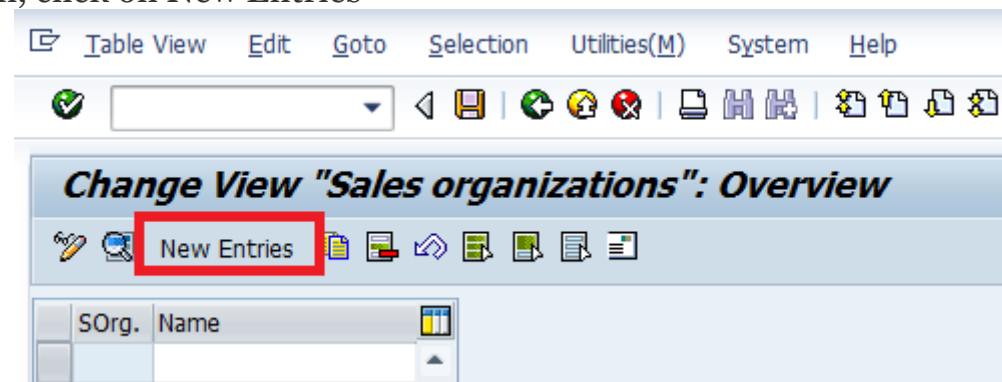 , click on New Entries
Table View Edit Goto Selection Utilities(M) System Help
Change View "Sales organizations": Overview
New Entries
SOrg. Name